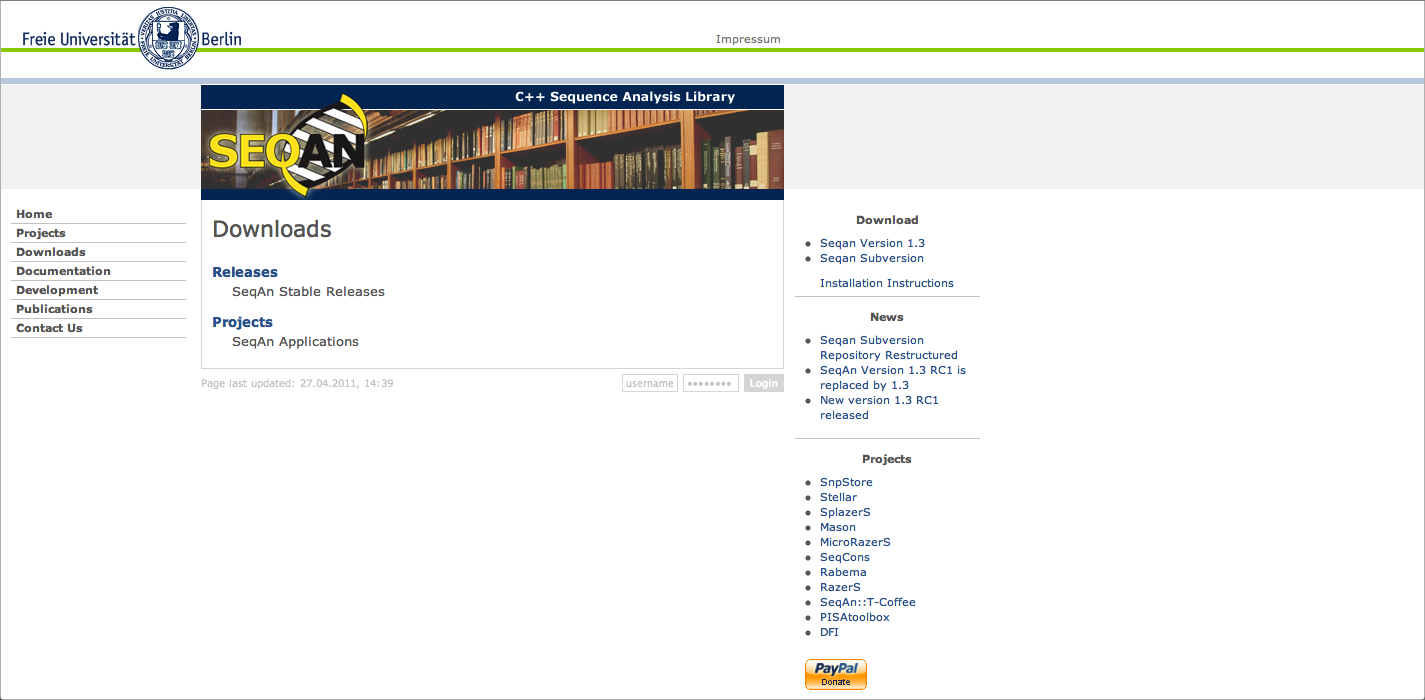 Freie Universität Berlin
Impressum
C++ Sequence Analysis Library
SEQAN
Home
Projects
Downloads
Documentation
Development
Publications
Contact Us
Downloads
Releases
SeqAn Stable Releases
Projects
SeqAn Applications
Page last updated: 27.04.2011, 14:39
username
••••••••
Login
Download
Seqan Version 1.3
Seqan Subversion
Installation Instructions
News
Seqan Subversion
Repository Restructured
SeqAn Version 1.3 RC1 is
replaced by 1.3
New version 1.3 RC1
released
Projects
SnpStore
Stellar
SplazerS
Mason
MicroRazerS
SeqCons
Rabema
RazerS
SeqAn::T-Coffee
PISAtoolbox
DFI
PayPal
Donate